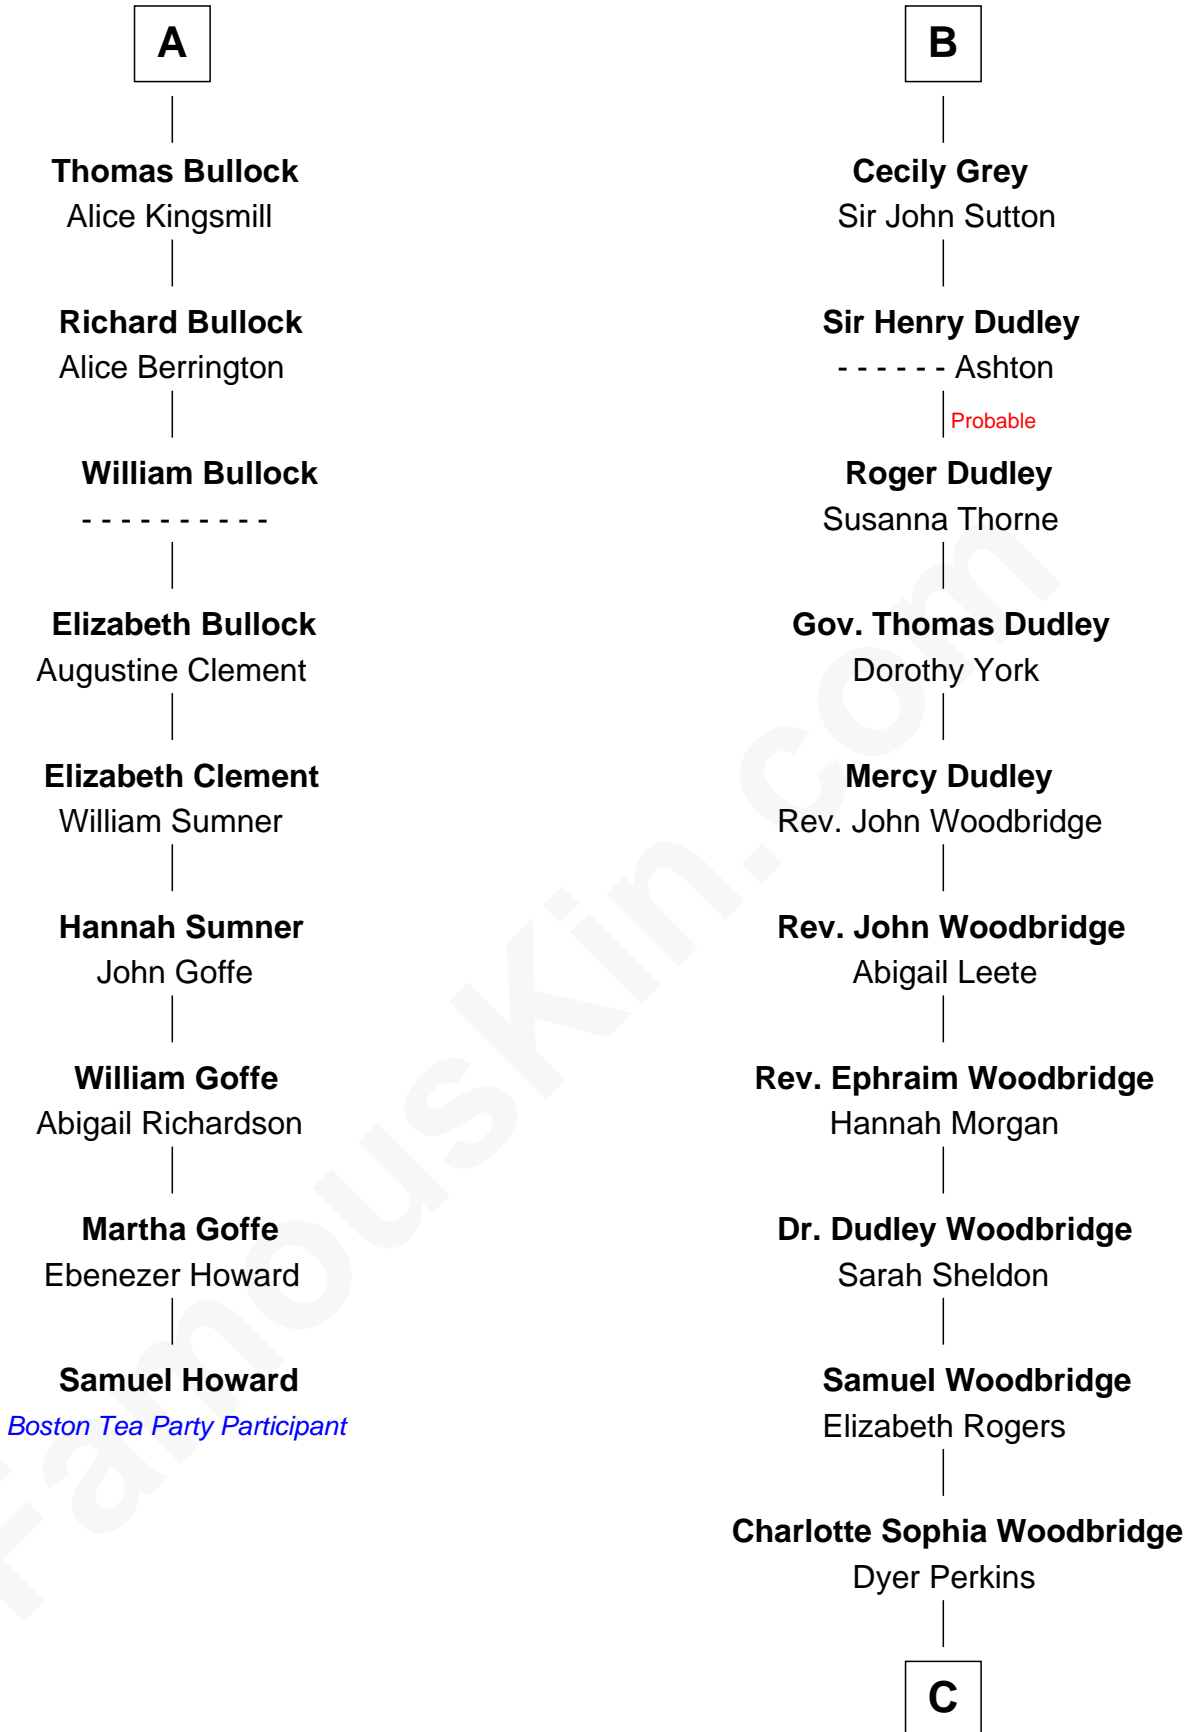 A
Thomas Bullock
Alice Kingsmill
Richard Bullock
Alice Berrington
William Bullock
- - - - - - - - - -
Elizabeth Bullock
Augustine Clement
Elizabeth Clement
William Sumner
Hannah Sumner
John Goffe
William Goffe
Abigail Richardson
Martha Goffe
Ebenezer Howard
Samuel Howard
Boston Tea Party Participant
B
Cecily Grey
Sir John Sutton
Sir Henry Dudley
- - - - - - Ashton
Probable
Roger Dudley
Susanna Thorne
Gov. Thomas Dudley
Dorothy York
Mercy Dudley
Rev. John Woodbridge
Rev. John Woodbridge
Abigail Leete
Rev. Ephraim Woodbridge
Hannah Morgan
Dr. Dudley Woodbridge
Sarah Sheldon
Samuel Woodbridge
Elizabeth Rogers
Charlotte Sophia Woodbridge
Dyer Perkins
C
FamousKin.com